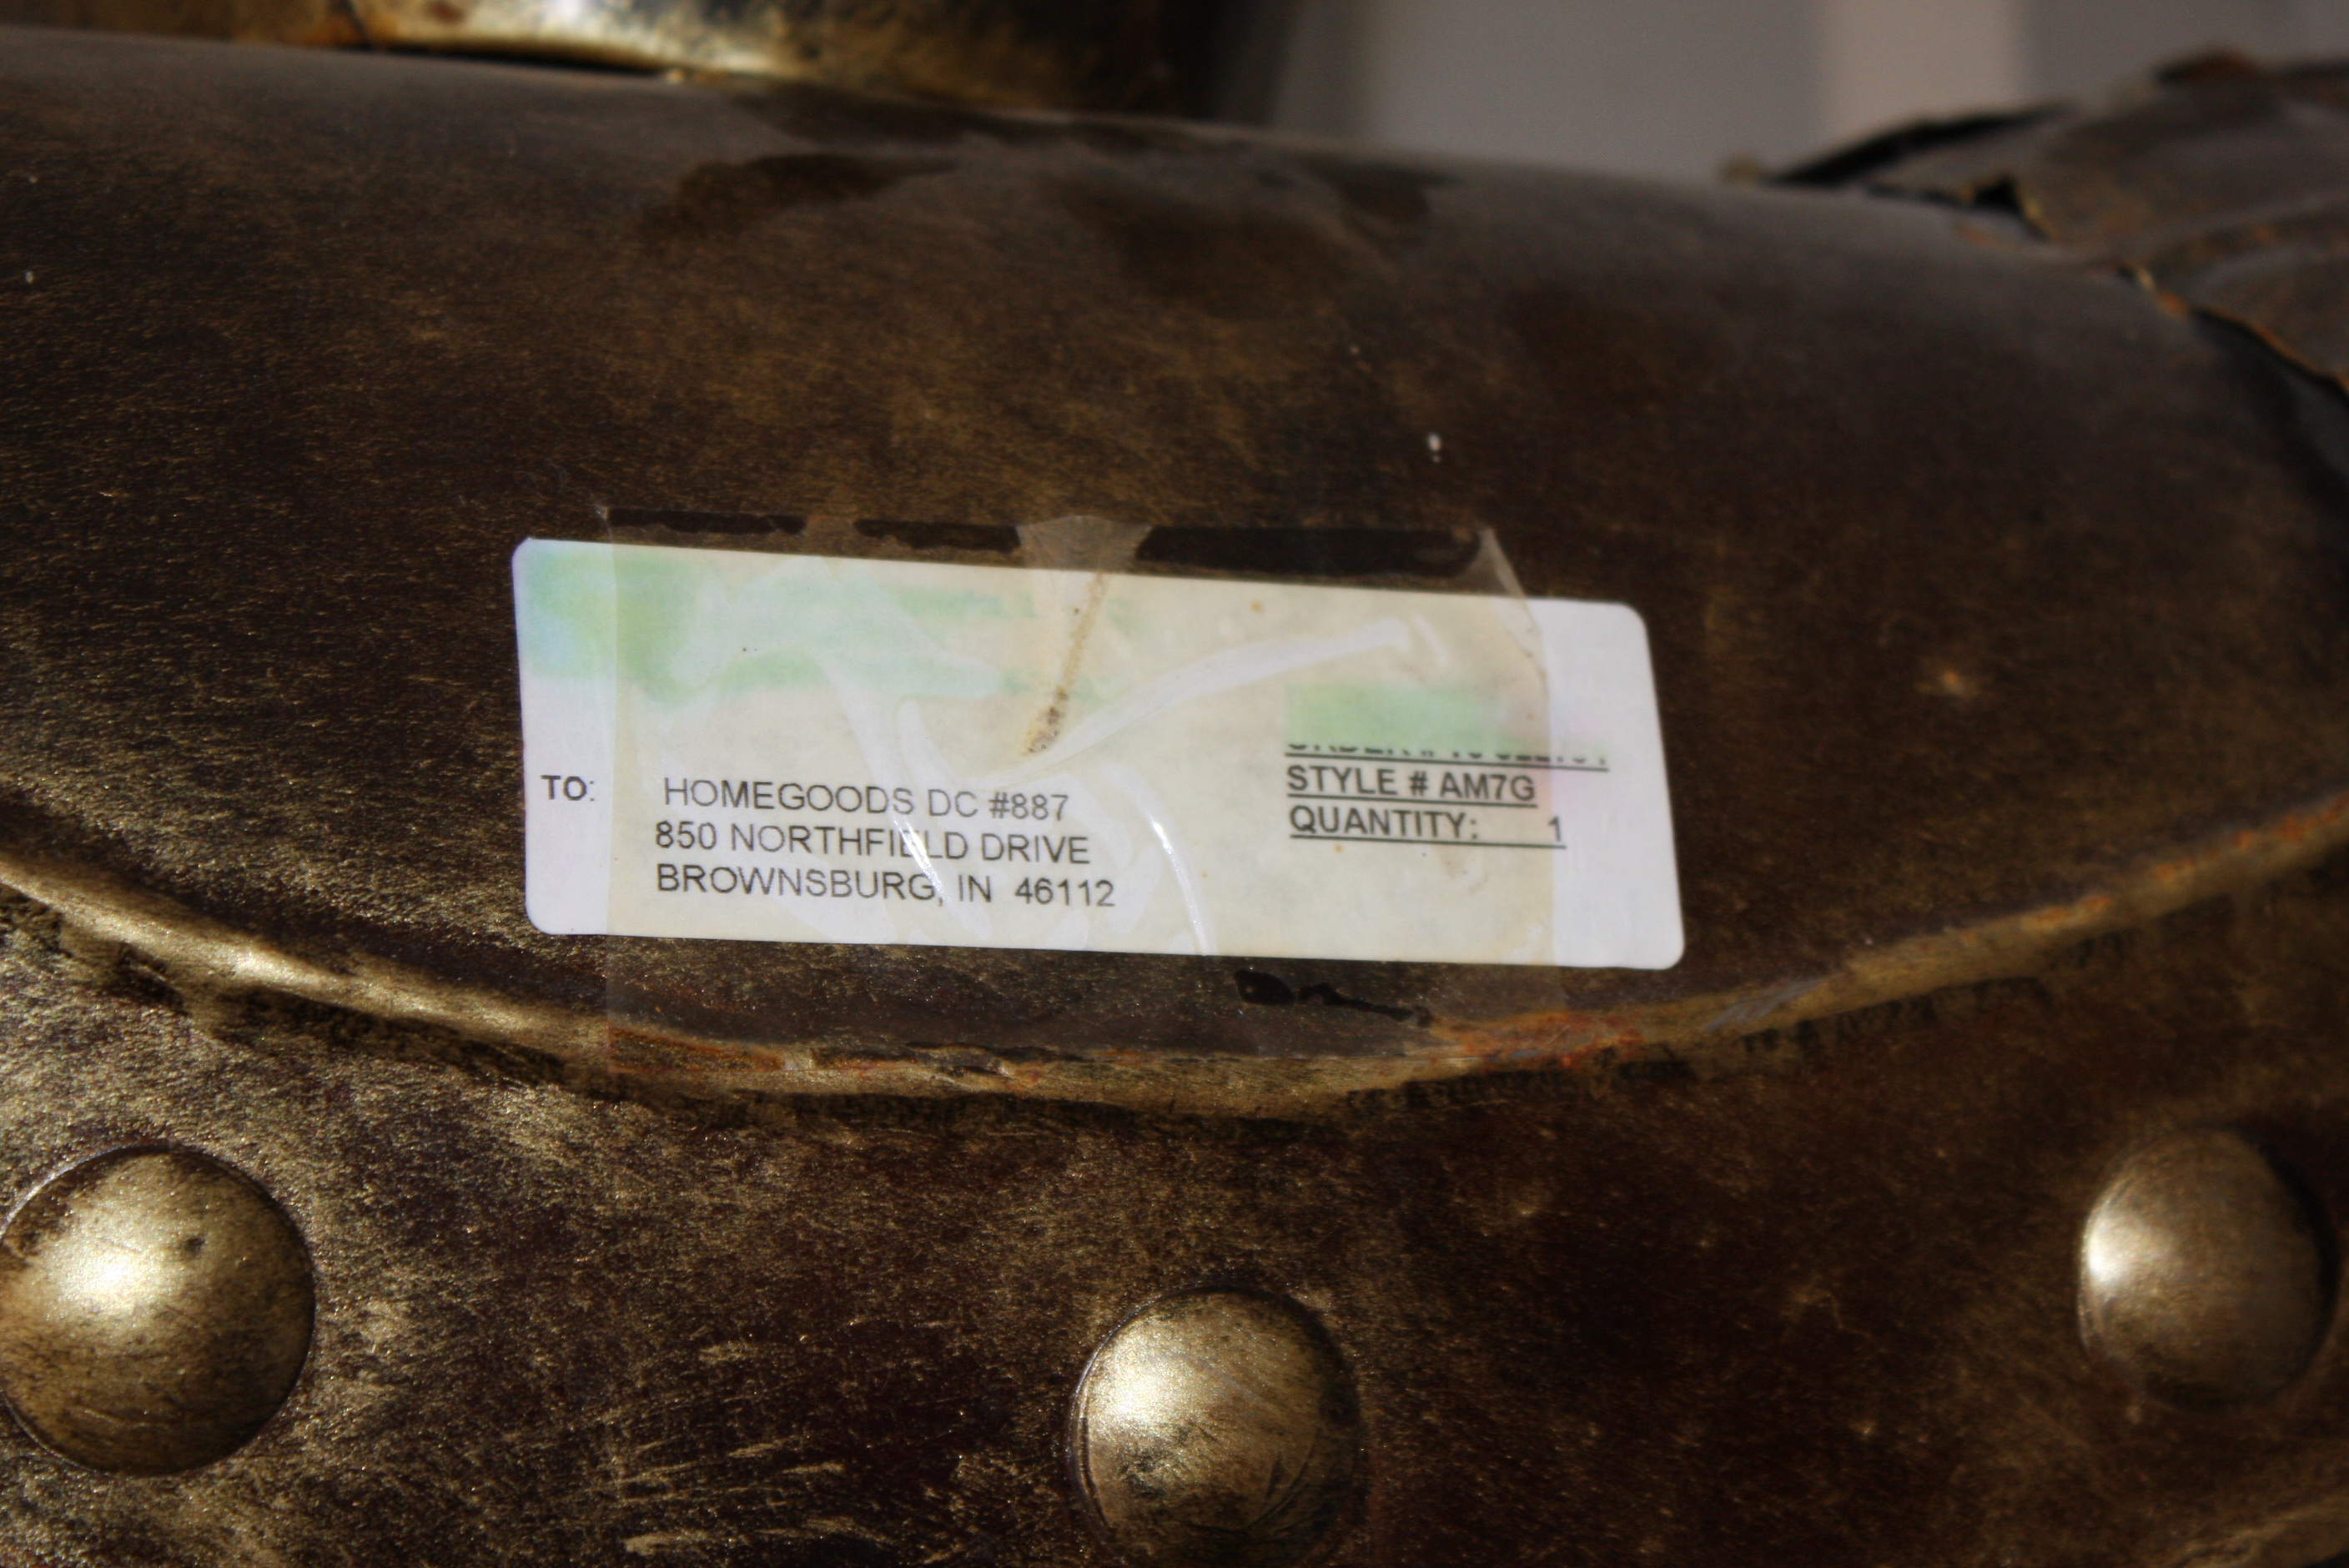 TO: HOMEGOODS DC #887
850 NORTHFIELD DRIVE
BROWNSBURG, IN 46112
STYLE # AM7G
QUANTITY: 1